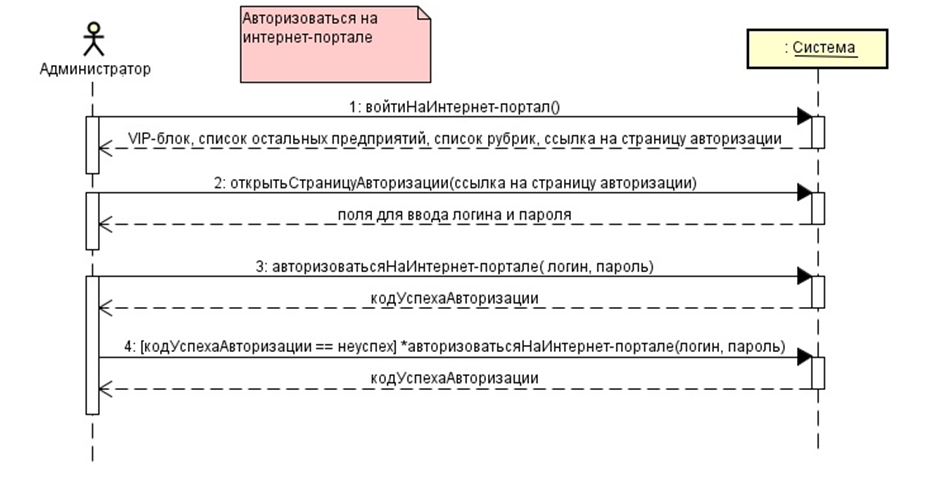 Авторизоваться на
интернет-портале
Администратор
: Система
1: войтиНаИнтернет-портал()
VIP-блок, список остальных предприятий, список рубрик, ссылка на страницу авторизации
2: открытьСтраницуАвторизации(ссылка на страницу авторизации)
поля для ввода логина и пароля
3: авторизоватьсяНаИнтернет-портале( логин, пароль)
кодУспехаАвторизации
4: [кодУспехаАвторизации == неуспех] *авторизоватьсяНаИнтернет-портале(логин, пароль)
кодУспехаАвторизации